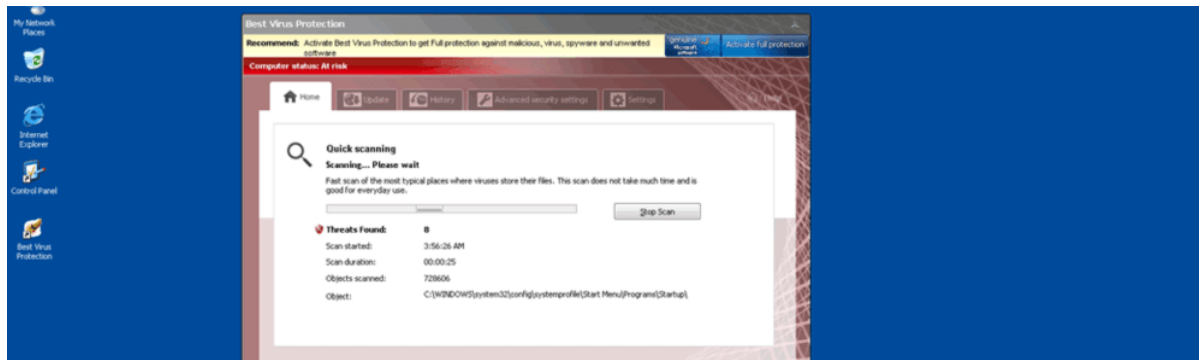 My Network
Places
Recycle Bin
Internet
Explorer
Control Panel
Best Virus
Protection
Best Virus Protection
Recommend: Activate Best Virus Protection to get Full protection against malicious, virus, spyware and unwanted
software
genuine
Microsoft
software
Activate full protection
Computer status: At risk
Home
Update
History
Advanced security settings
Settings
Help
Quick scanning
Scanning... Please wait
Fast scan of the most typical places where viruses store their files. This scan does not take much time and is
good for everyday use.
Stop Scan
Threats Found: 8
Scan started: 3:56:26 AM
Scan duration: 00:00:25
Objects scanned: 728606
Object: C:\WINDOWS\system32\config\systemprofile\Start Menu\Programs\Startup\